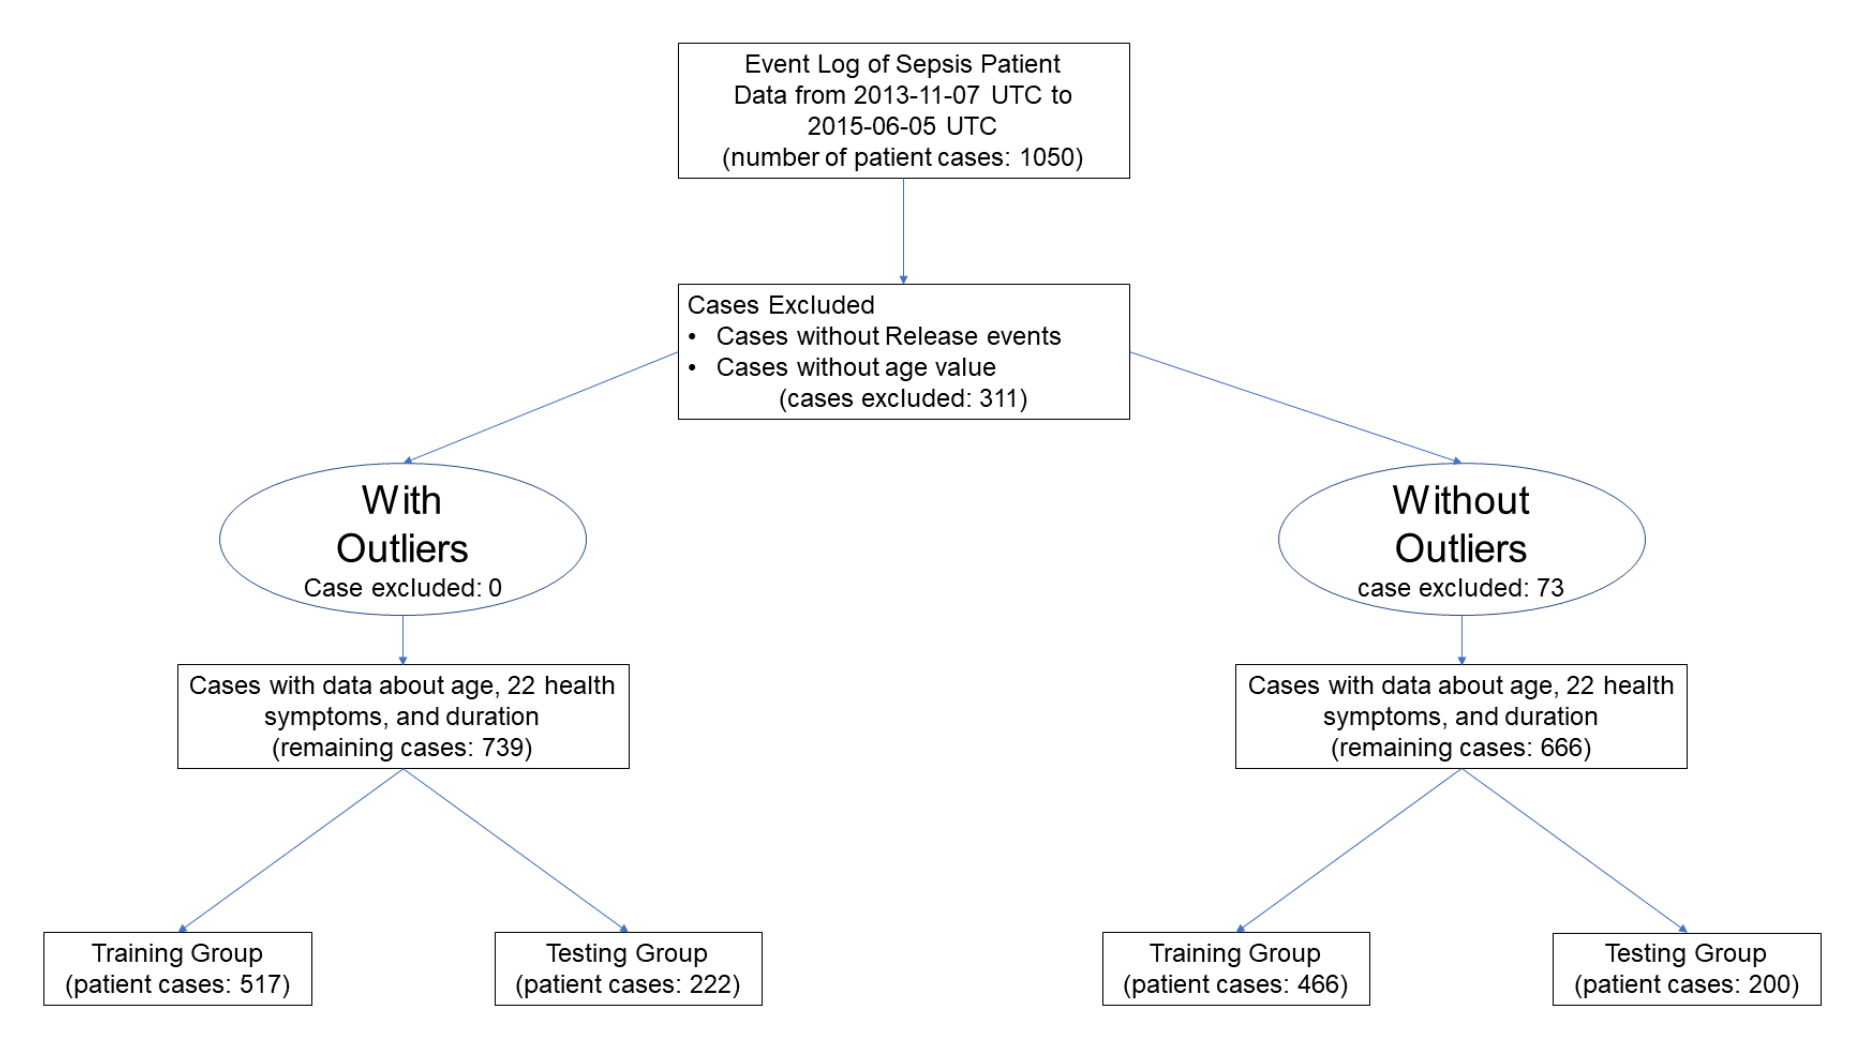 Event Log of Sepsis Patient
Data from 2013-11-07 UTC to
2015-06-05 UTC
(number of patient cases: 1050)
Cases Excluded
• Cases without Release events
• Cases without age value
(cases excluded: 311)
With
Outliers
Case excluded: 0
Without
Outliers
case excluded: 73
Cases with data about age, 22 health
symptoms, and duration
(remaining cases: 739)
Cases with data about age, 22 health
symptoms, and duration
(remaining cases: 666)
Training Group
(patient cases: 517)
Testing Group
(patient cases: 222)
Training Group
(patient cases: 466)
Testing Group
(patient cases: 200)